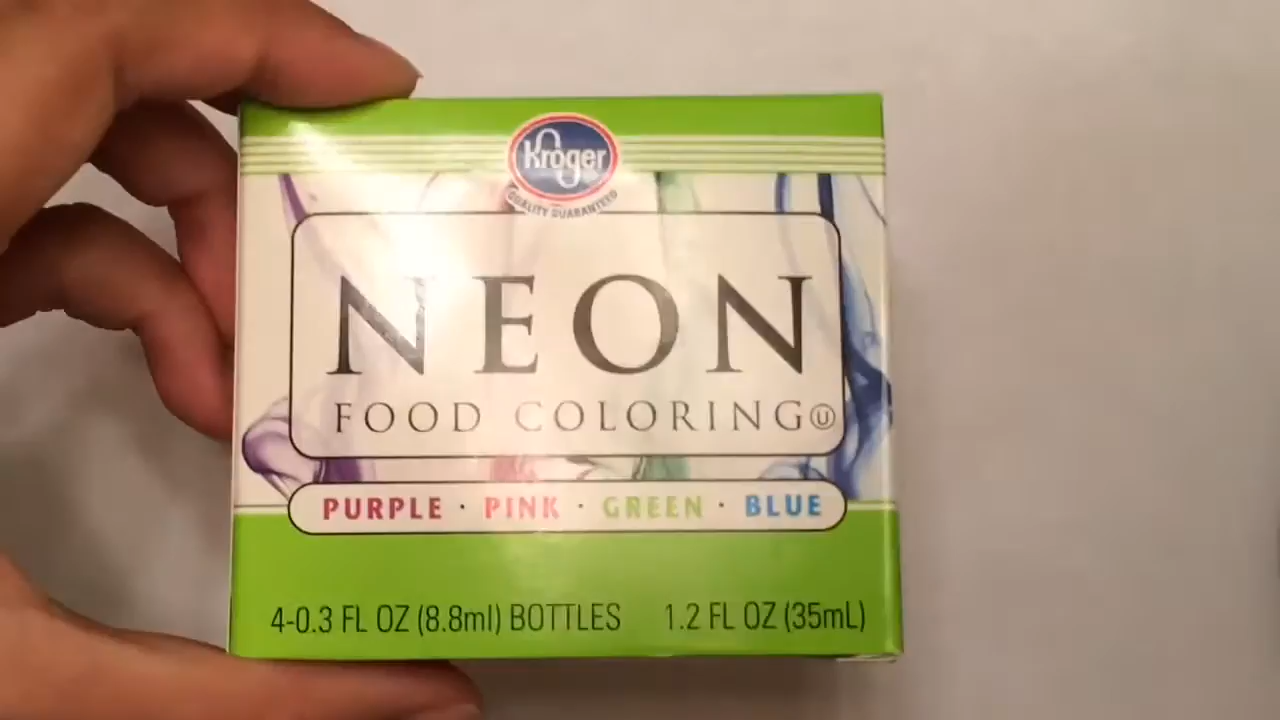 Kroger
QUALITY GUARANTEED
NEON
FOOD COLORINGⓊ
PURPLE · PINK · GREEN · BLUE
4-0.3 FL OZ (8.8ml) BOTTLES 1.2 FL OZ (35mL)